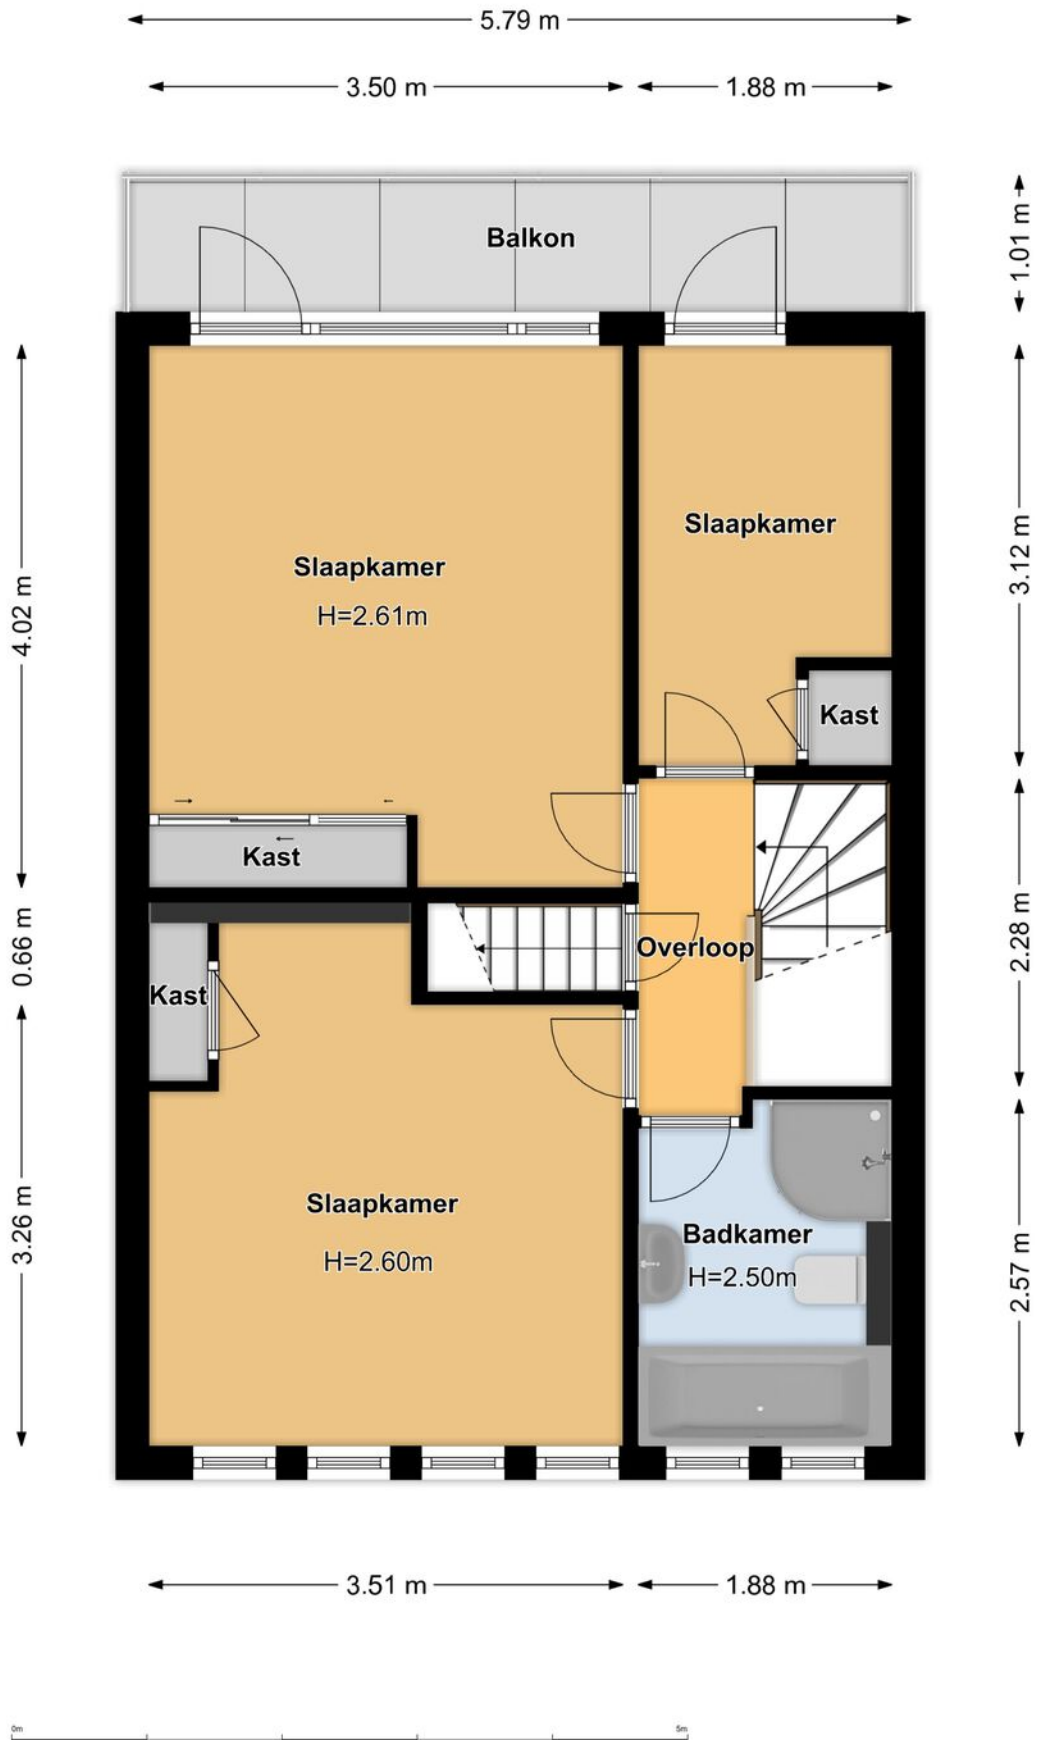 5.79 m
3.50 m
1.88 m
1.01 m
Balkon
4.02 m
3.12 m
Slaapkamer
Slaapkamer
H=2.61m
Kast
Kast
0.66 m
2.28 m
Overloop
Kast
3.26 m
2.57 m
Slaapkamer
H=2.60m
Badkamer
H=2.50m
3.51 m
1.88 m
0m
5m